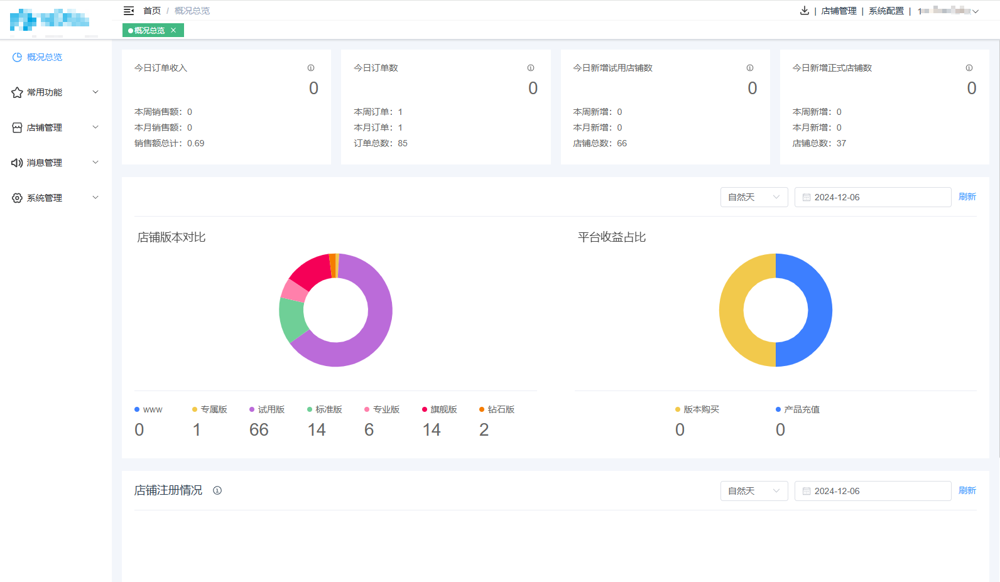 首页 / 概况总览
| 店铺管理 | 系统配置 |
概况总览 ×
概况总览
常用功能
店铺管理
消息管理
系统管理
今日订单收入
0
本周销售额：0
本月销售额：0
销售额总计：0.69
今日订单数
0
本周订单：1
本月订单：1
订单总数：85
今日新增试用店铺数
0
本周新增：0
本月新增：0
店铺总数：66
今日新增正式店铺数
0
本周新增：0
本月新增：0
店铺总数：37
自然天 2024-12-06 刷新
店铺版本对比
www 专属版 试用版 标准版 专业版 旗舰版 钻石版
0 1 66 14 6 14 2
平台收益占比
版本购买 产品充值
0 0
店铺注册情况
自然天 2024-12-06 刷新